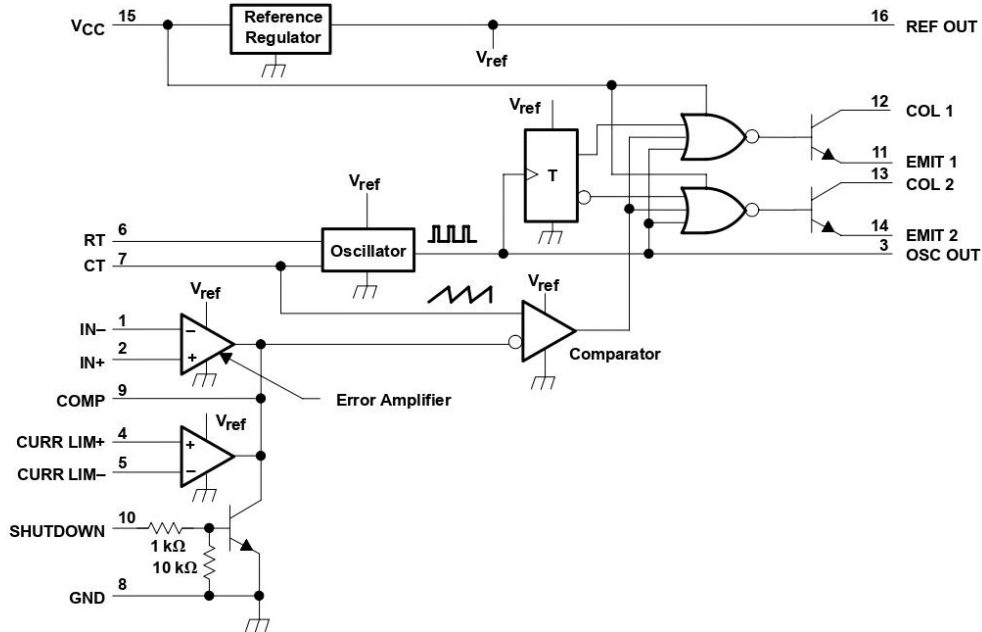 VCC 15 Reference Regulator 16 REF OUT
Vref
Vref
12 COL 1
T
11 EMIT 1
13 COL 2
Vref
14 EMIT 2
RT 6
Oscillator
3 OSC OUT
CT 7
Vref
Vref
IN– 1
–
Comparator
IN+ 2
+
COMP 9
Error Amplifier
Vref
CURR LIM+ 4
+
CURR LIM– 5
–
SHUTDOWN 10
1 kΩ
10 kΩ
GND 8